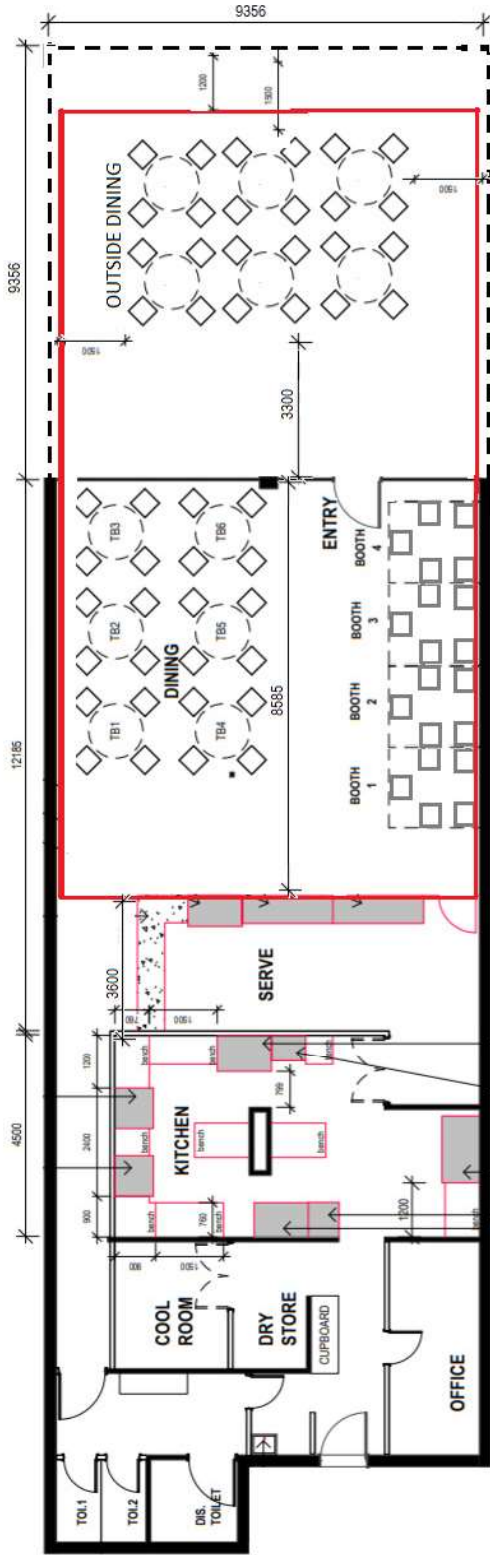 9356
9356
1200
1500
OUTSIDE DINING
1500
1500
3300
ENTRY
TB3
TB6
TB2
TB5
TB1
TB4
DINING
8585
BOOTH
4
BOOTH
3
BOOTH
2
BOOTH
1
12185
3600
760
1500
SERVE
4500
1200
2400
900
bench
bench
bench
bench
bench
bench
bench
bench
799
KITCHEN
760
1200
900
1500
COOL
ROOM
DRY
STORE
CUPBOARD
OFFICE
TOI.1
TOI.2
DIS.
TOILET